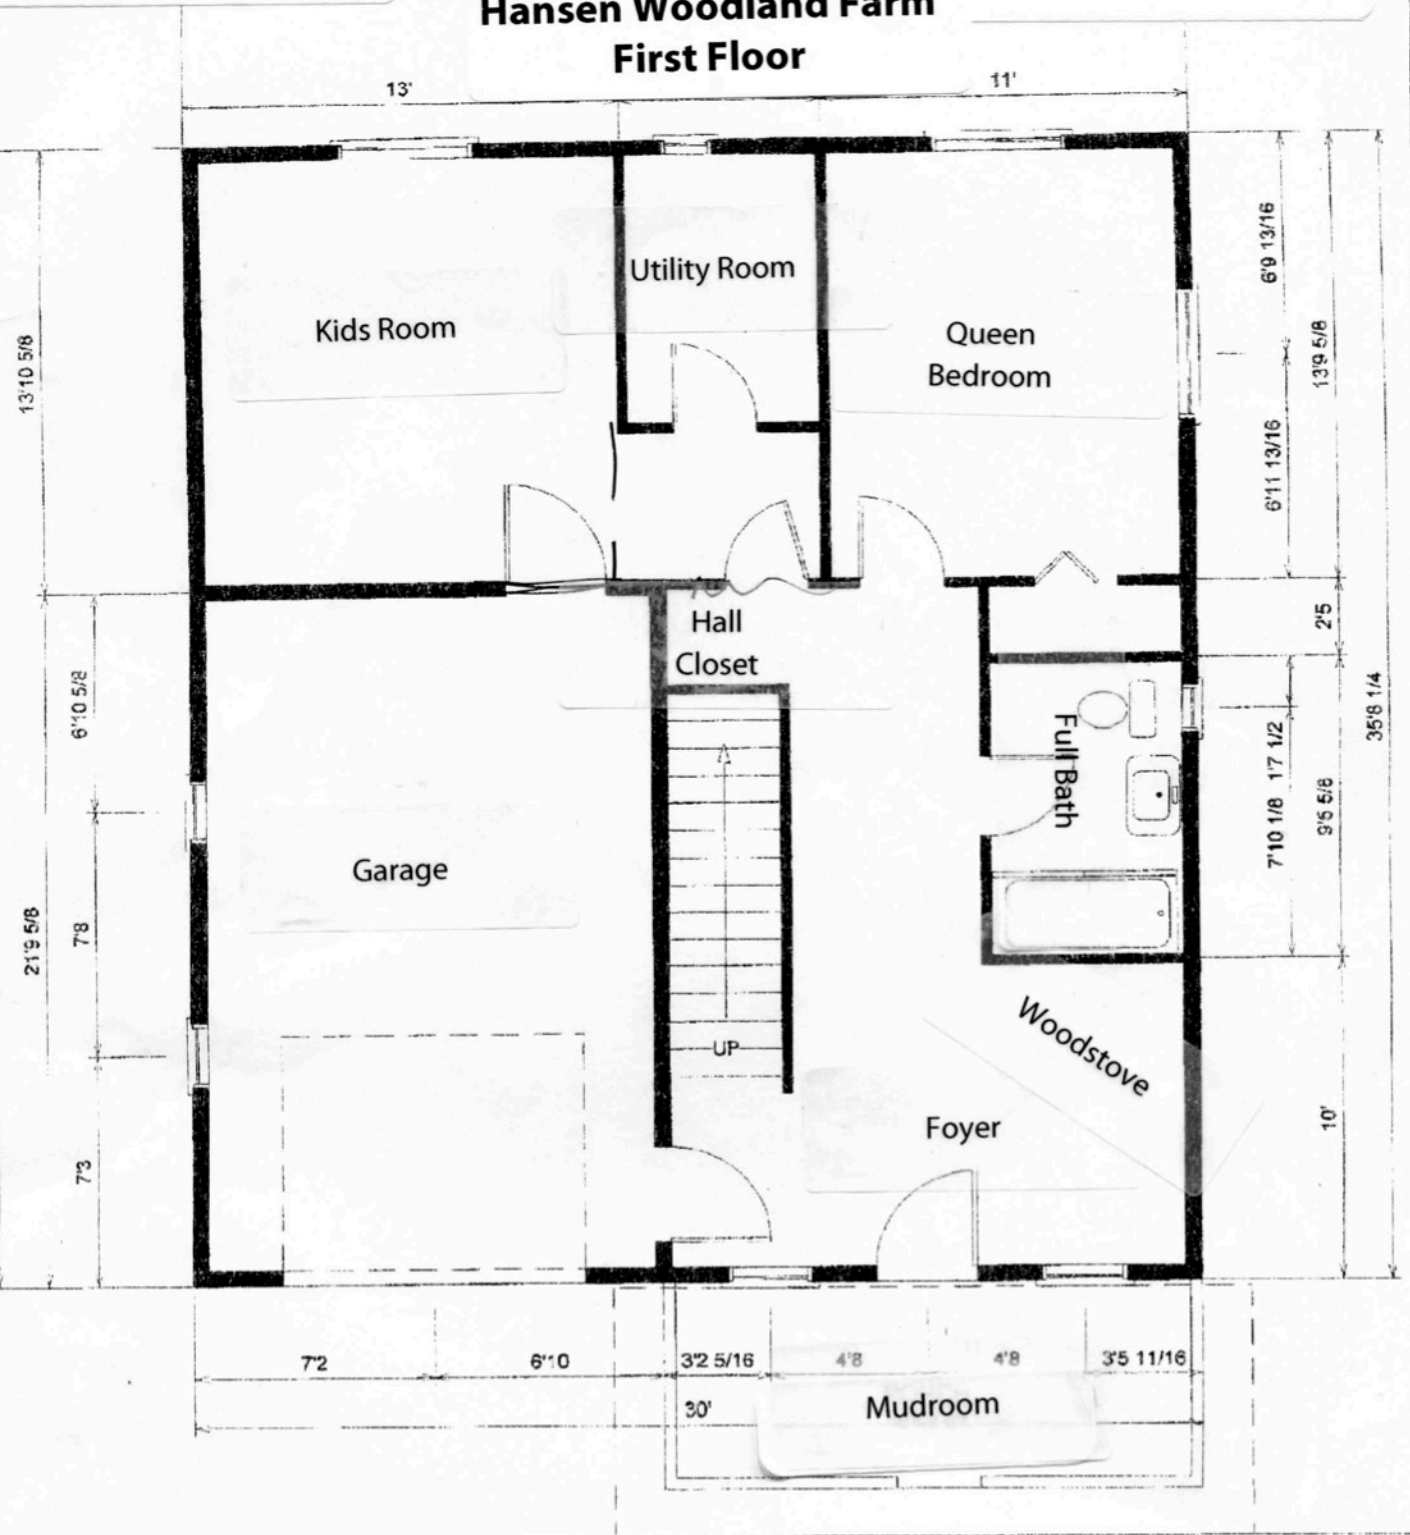 Hansen Woodland Farm
First Floor
13'
11'
Utility Room
Kids Room
Queen
Bedroom
6'9 13/16
13'9 5/8
13'10 5/8
6'11 13/16
Hall
Closet
2'5
6'10 5/8
Full Bath
1'7 1/2
35'8 1/4
7'10 1/8
Garage
21'9 5/8
7'8
UP
Woodstove
Foyer
10'
7'3
7'2
6'10
3'2 5/16
4'8
4'8
3'5 11/16
30'
Mudroom